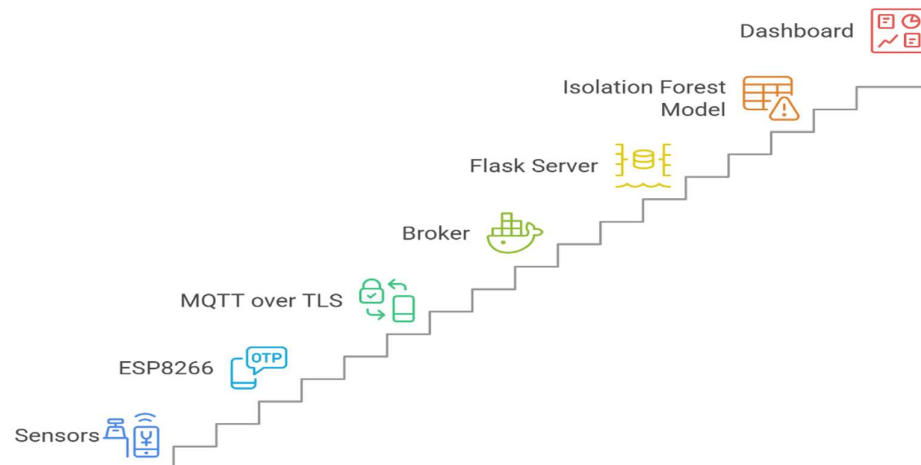 Dashboard
Isolation Forest
Model
Flask Server
Broker
MQTT over TLS
OTP
ESP8266
Sensors